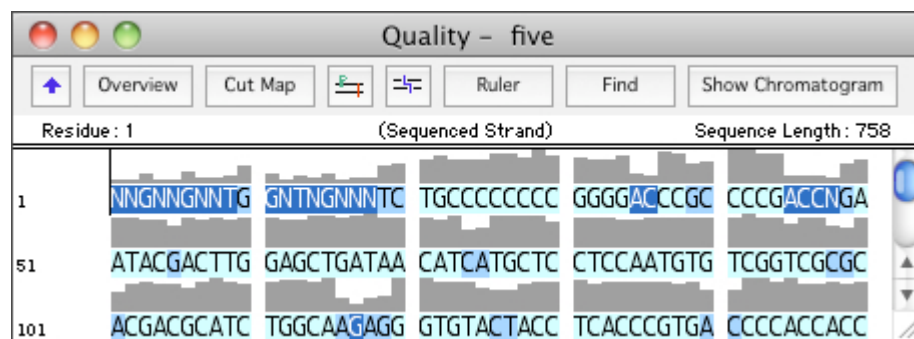 Quality – five
Overview Cut Map Ruler Find Show Chromatogram
Residue: 1 (Sequenced Strand) Sequence Length: 758
1 NNGNNGNNTG GNTNGNNNTC TGCCCCCCCC GGGGACCCGC CCCGACCNGA
51 ATACGACTTG GAGCTGATAA CATCATGCTC CTCCAATGTG TCGGTCGCGC
101 ACGACGCATC TGGCAAGAGG GTGTACTACC TCACCCGTGA CCCCACCACC